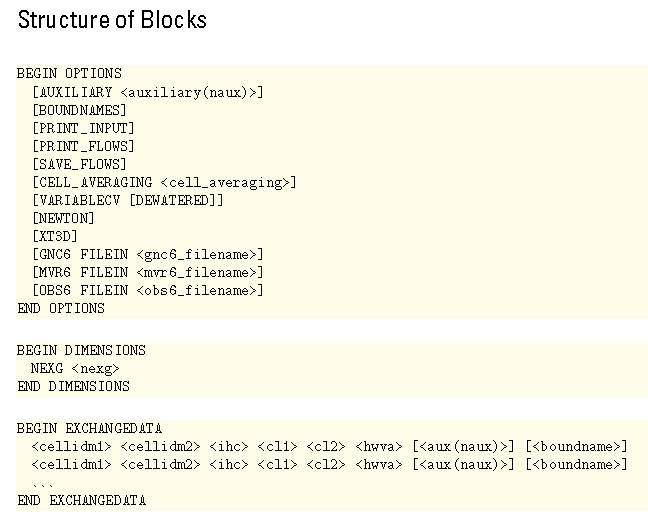 Structure of Blocks
BEGIN OPTIONS
[AUXILIARY <auxiliary(naux)>]
[BOUNDNAMES]
[PRINT_INPUT]
[PRINT_FLOWS]
[SAVE_FLOWS]
[CELL_AVERAGING <cell_averaging>]
[VARIABLECV [DEWATERED]]
[NEWTON]
[XT3D]
[GNC6 FILEIN <gnc6_filename>]
[MVR6 FILEIN <mvr6_filename>]
[OBS6 FILEIN <obs6_filename>]
END OPTIONS
BEGIN DIMENSIONS
NEXG <nexg>
END DIMENSIONS
BEGIN EXCHANGEDATA
<cellidm1> <cellidm2> <ihc> <cl1> <cl2> <hwva> [<aux(naux)>] [<boundname>]
<cellidm1> <cellidm2> <ihc> <cl1> <cl2> <hwva> [<aux(naux)>] [<boundname>]
...
END EXCHANGEDATA